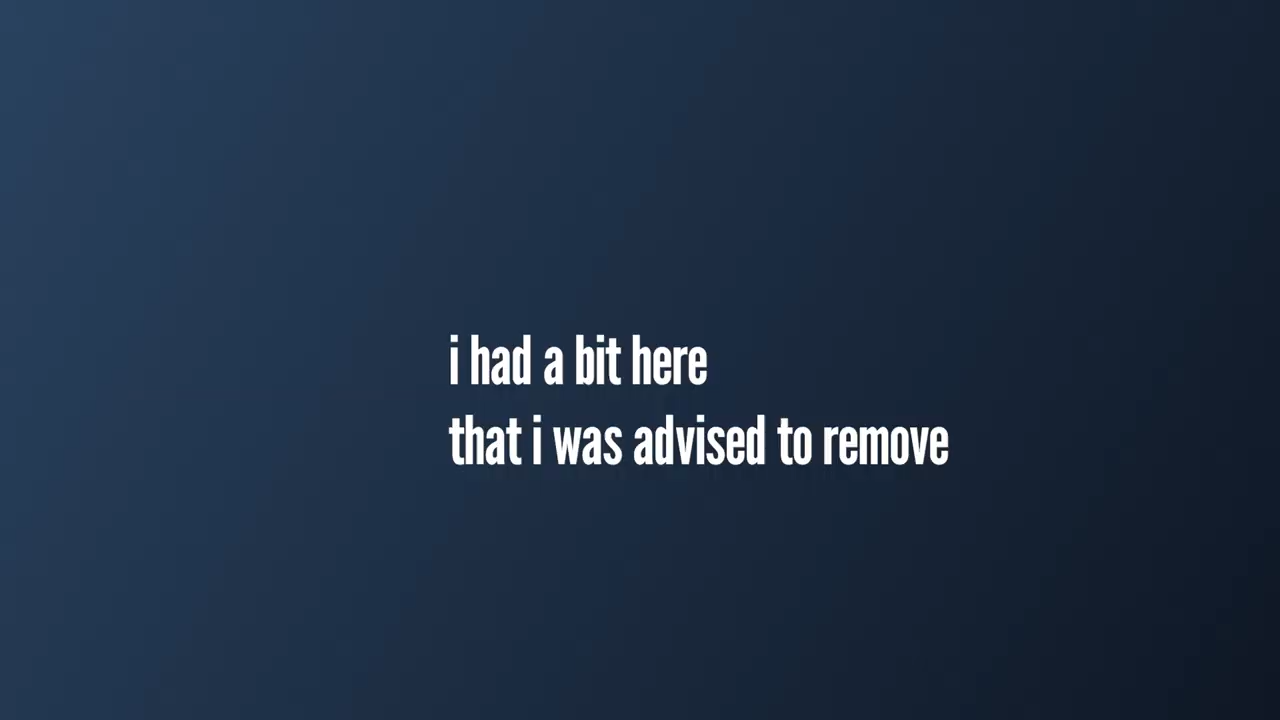 i had a bit here
that i was advised to remove